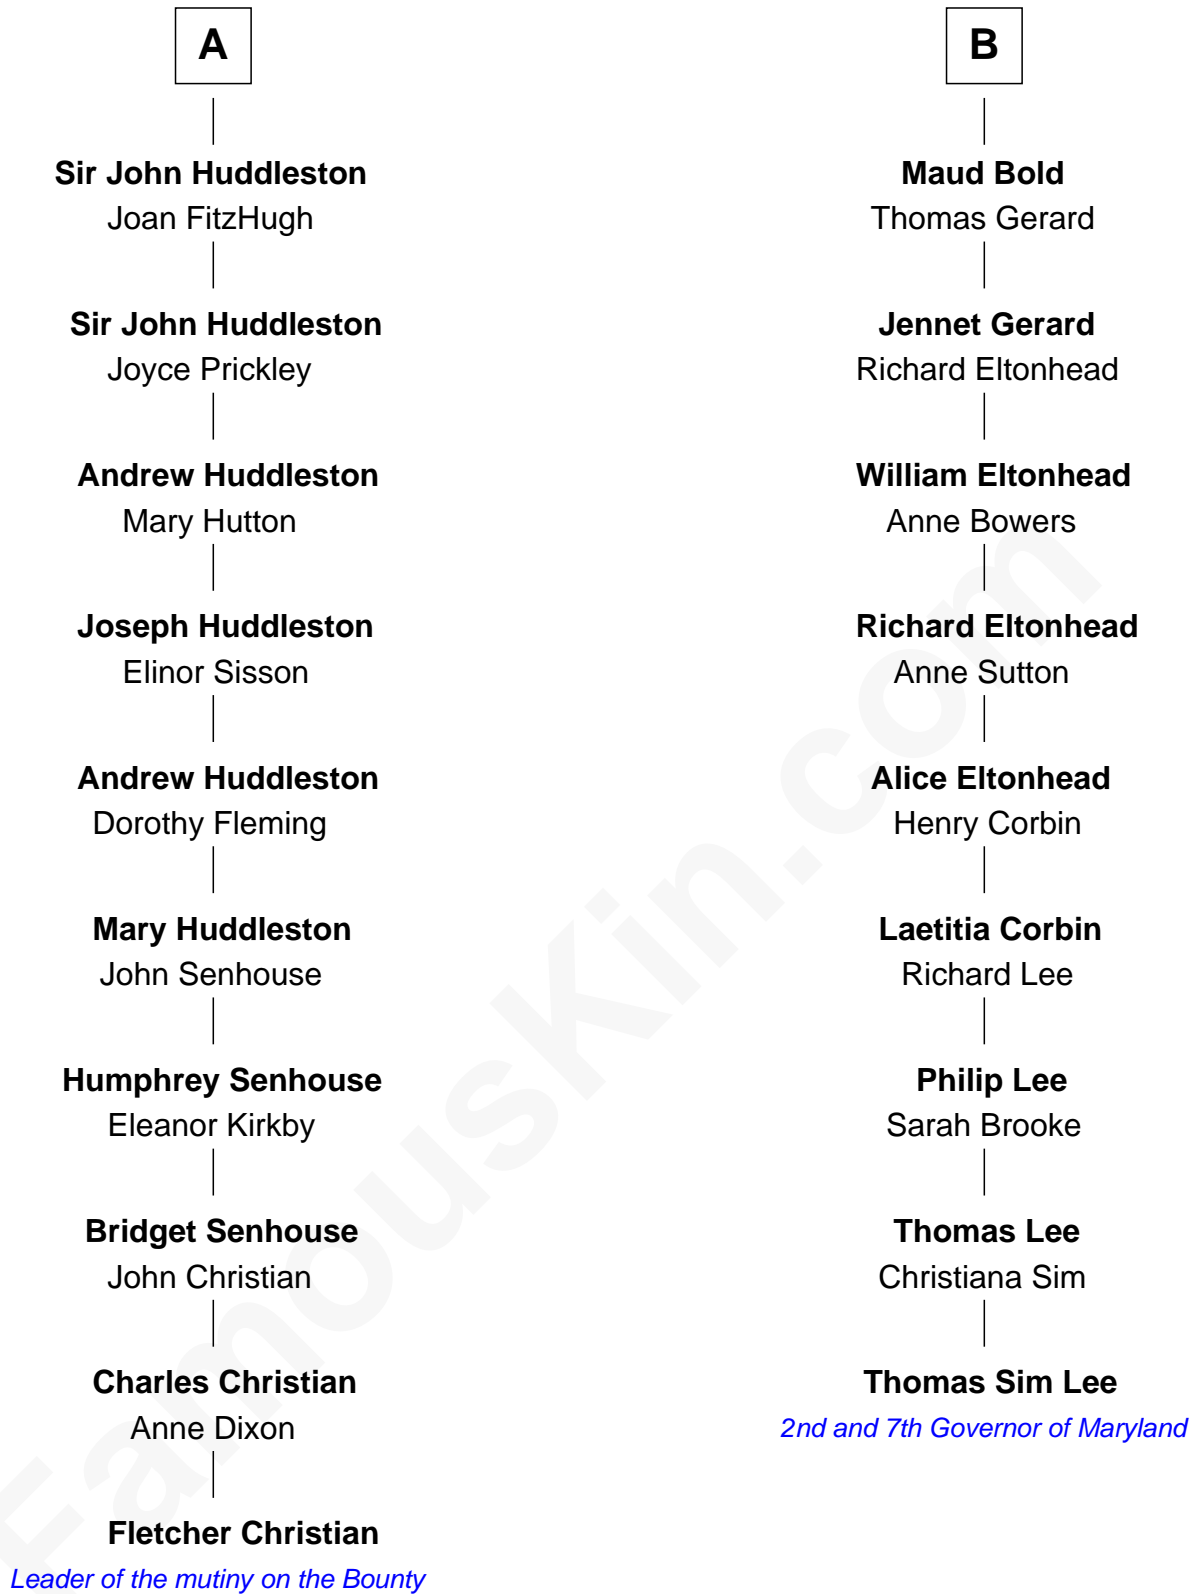 A
Sir John Huddleston
Joan FitzHugh
Sir John Huddleston
Joyce Prickley
Andrew Huddleston
Mary Hutton
Joseph Huddleston
Elinor Sisson
Andrew Huddleston
Dorothy Fleming
Mary Huddleston
John Senhouse
Humphrey Senhouse
Eleanor Kirkby
Bridget Senhouse
John Christian
Charles Christian
Anne Dixon
Fletcher Christian
Leader of the mutiny on the Bounty
B
Maud Bold
Thomas Gerard
Jennet Gerard
Richard Eltonhead
William Eltonhead
Anne Bowers
Richard Eltonhead
Anne Sutton
Alice Eltonhead
Henry Corbin
Laetitia Corbin
Richard Lee
Philip Lee
Sarah Brooke
Thomas Lee
Christiana Sim
Thomas Sim Lee
2nd and 7th Governor of Maryland
FamousKin.com